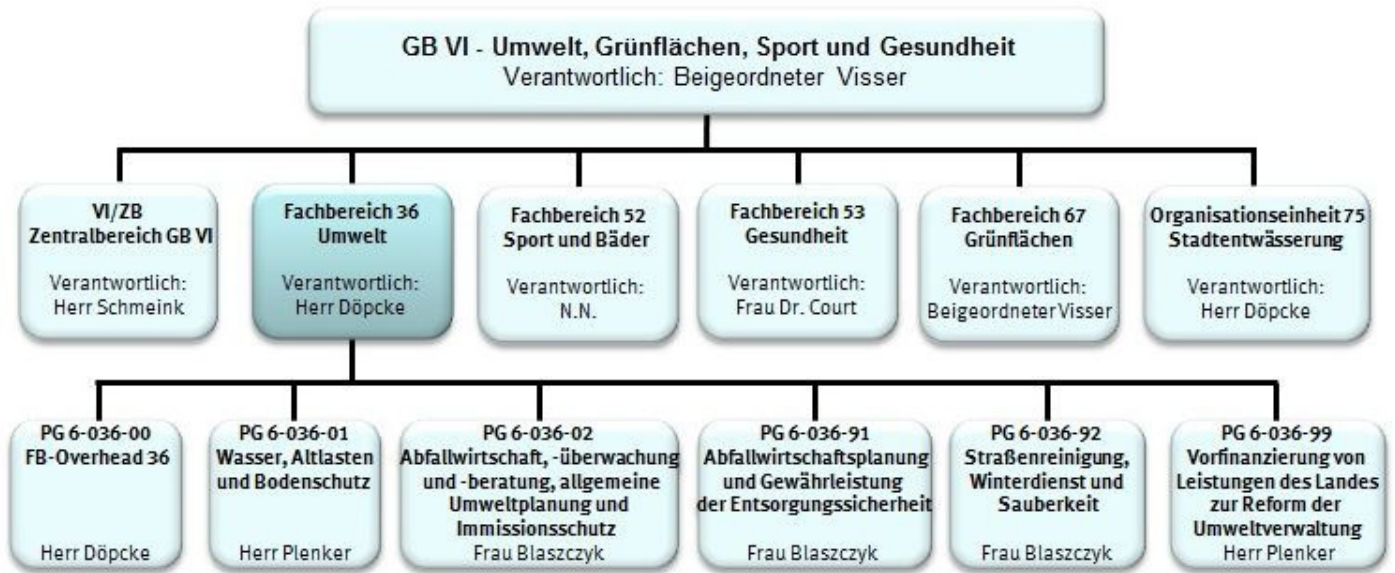 GB VI - Umwelt, Grünflächen, Sport und Gesundheit
Verantwortlich: Beigeordneter Visser
VI/ZB
Zentralbereich GB VI
Verantwortlich:
Herr Schmeink
Fachbereich 36
Umwelt
Verantwortlich:
Herr Döpcke
Fachbereich 52
Sport und Bäder
Verantwortlich:
N.N.
Fachbereich 53
Gesundheit
Verantwortlich:
Frau Dr. Court
Fachbereich 67
Grünflächen
Verantwortlich:
Beigeordneter Visser
Organisationseinheit 75
Stadtentwässerung
Verantwortlich:
Herr Döpcke
PG 6-036-00
FB-Overhead 36
Herr Döpcke
PG 6-036-01
Wasser, Altlasten
und Bodenschutz
Herr Plenker
PG 6-036-02
Abfallwirtschaft, -überwachung
und -beratung, allgemeine
Umweltplanung und
Immissionsschutz
Frau Blaszczyk
PG 6-036-91
Abfallwirtschaftsplanung
und Gewährleistung
der Entsorgungssicherheit
Frau Blaszczyk
PG 6-036-92
Straßenreinigung,
Winterdienst und
Sauberkeit
Frau Blaszczyk
PG 6-036-99
Vorfinanzierung von
Leistungen des Landes
zur Reform der
Umweltverwaltung
Herr Plenker